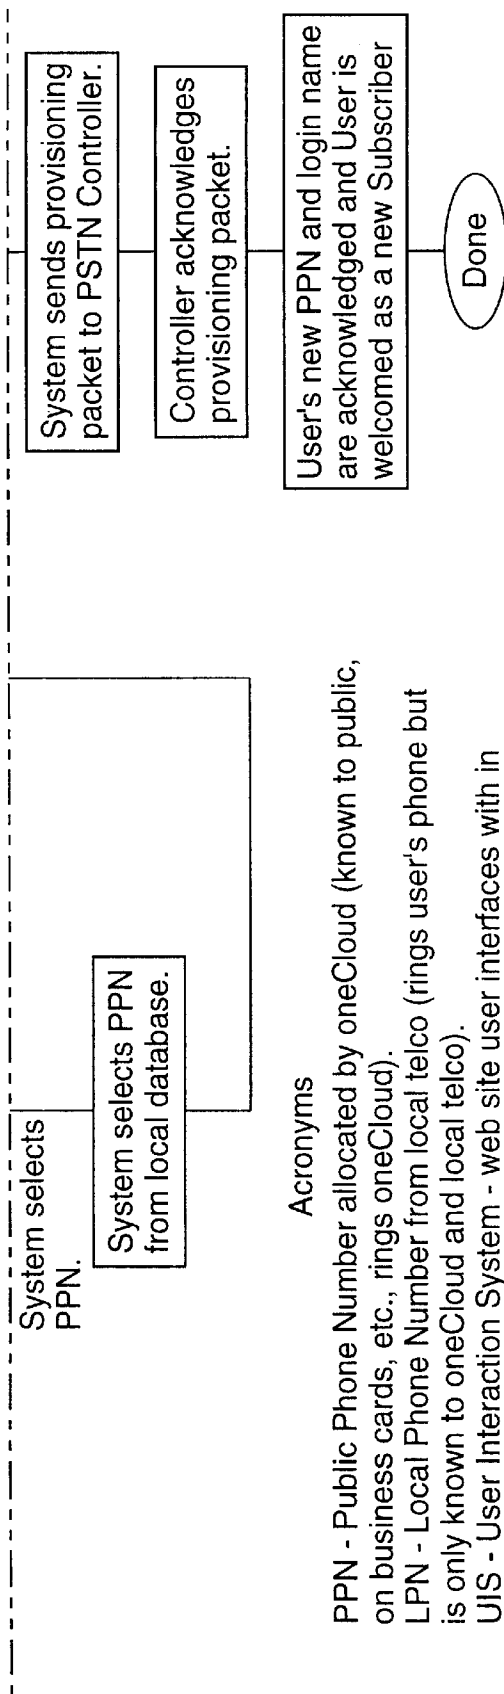 System selects
PPN.
System selects PPN
from local database.
System sends provisioning
packet to PSTN Controller.
Controller acknowledges
provisioning packet.
User's new PPN and login name
are acknowledged and User is
welcomed as a new Subscriber
Done
Acronyms
PPN - Public Phone Number allocated by oneCloud (known to public,
on business cards, etc., rings oneCloud).
LPN - Local Phone Number from local telco (rings user's phone but
is only known to oneCloud and local telco).
UIS - User Interaction System - web site user interfaces with in